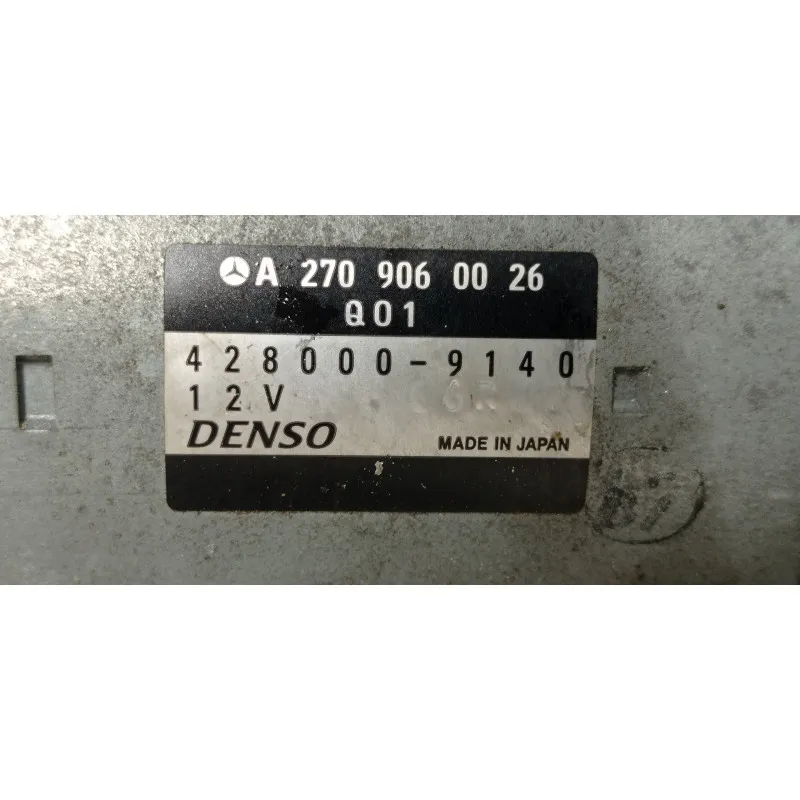 A 270 906 00 26
Q01
428000-9140
12V
DENSO
MADE IN JAPAN